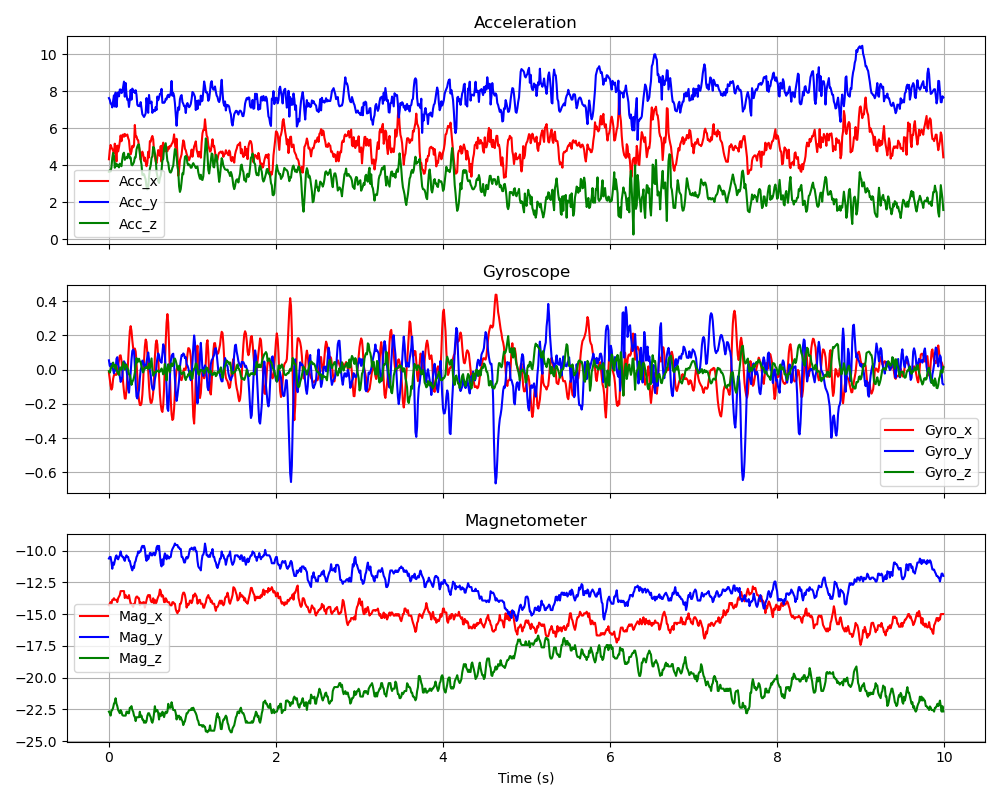 Acceleration
10
8
6
4
2
0
Acc_x
Acc_y
Acc_z
Gyroscope
0.4
0.2
0.0
−0.2
−0.4
−0.6
Gyro_x
Gyro_y
Gyro_z
Magnetometer
−10.0
−12.5
−15.0
−17.5
−20.0
−22.5
−25.0
Mag_x
Mag_y
Mag_z
0 2 4 6 8 10
Time (s)